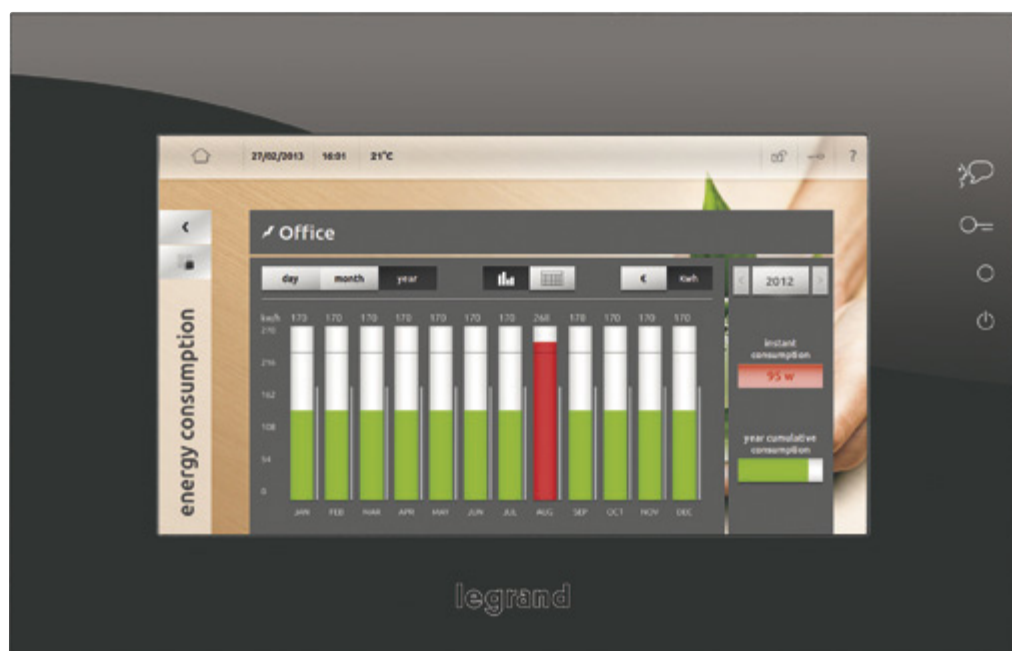 27/02/2013 16:01 21°C ?
Office
day month year € Kwh 2012
kw/h 170 170 170 170 170 170 170 268 170 170 170 170
270
216
162
108
54
0
JAN FEB MAR APR MAY JUN JUL AUG SEP OCT NOV DEC
instant
consumption
95 w
year cumulative
consumption
energy consumption
legrand